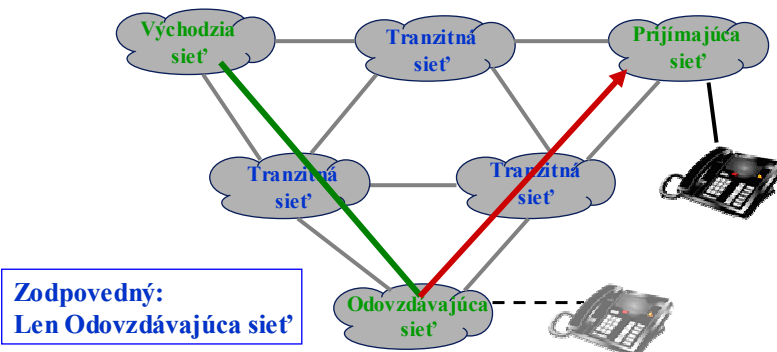 Východzia
sieť
Tranzitná
sieť
Prijímajúca
sieť
Tranzitná
sieť
Tranzitná
sieť
Odovzdávajúca
sieť
Zodpovedný:
Len Odovzdávajúca sieť